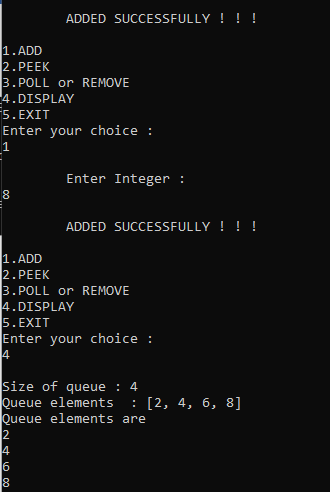 ADDED SUCCESSFULLY ! ! !
1.ADD
2.PEEK
3.POLL or REMOVE
4.DISPLAY
5.EXIT
Enter your choice :
1
Enter Integer :
8
ADDED SUCCESSFULLY ! ! !
1.ADD
2.PEEK
3.POLL or REMOVE
4.DISPLAY
5.EXIT
Enter your choice :
4
Size of queue : 4
Queue elements  : [2, 4, 6, 8]
Queue elements are
2
4
6
8